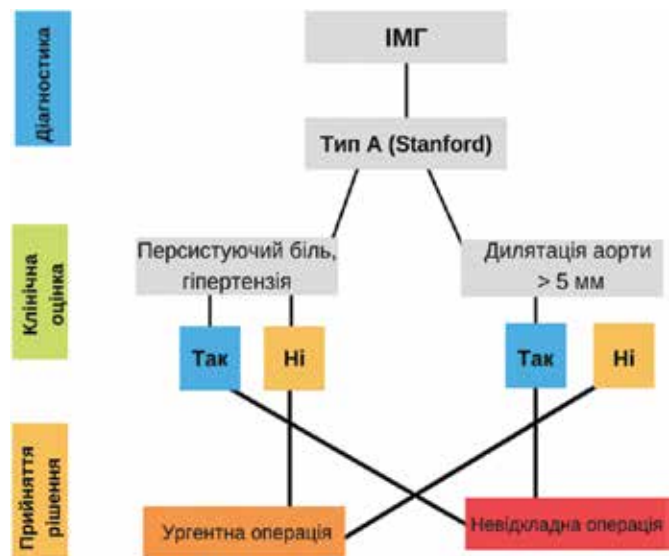 Діагностика
ІМГ
Тип А (Stanford)
Клінічна
оцінка
Персистуючий біль,
гіпертензія
Дилятація аорти
> 5 мм
Так
Ні
Так
Ні
Прийняття
рішення
Ургентна операція
Невідкладна операція